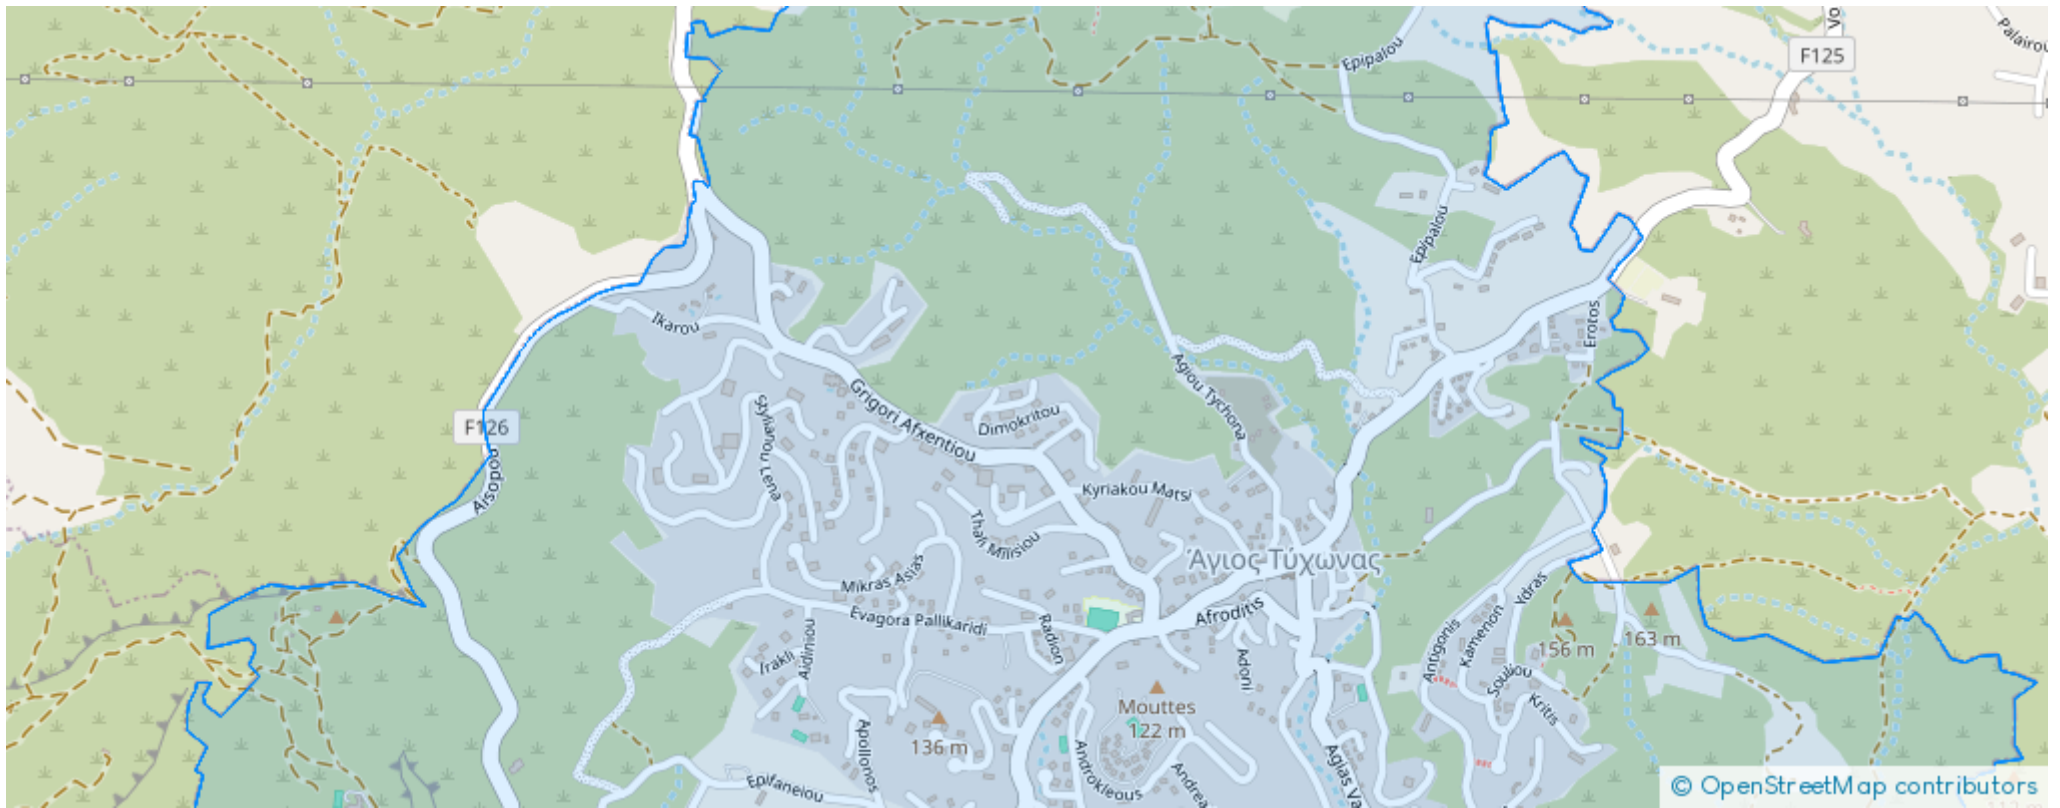 Epipalou
F125
Palairou
Epipalou
Ikarou
Erotos
Agiou Tychona
Grigori Afxentiou
Dimokritou
Stylianou Lena
F126
Aisopou
Kyriakou Matsi
Thali Milisiou
Άγιος Τύχωνας
Mikras Asias
Evagora Pallikaridi
Afroditis
Radion
Ydras
Kamenon
Antigonis
156 m
163 m
Irakli
Aidiniou
Adoni
Souliou
Kritis
Mouttes
122 m
136 m
Apollonos
Androkleous
Andrea
Agias Va
Epifaneiou
© OpenStreetMap contributors